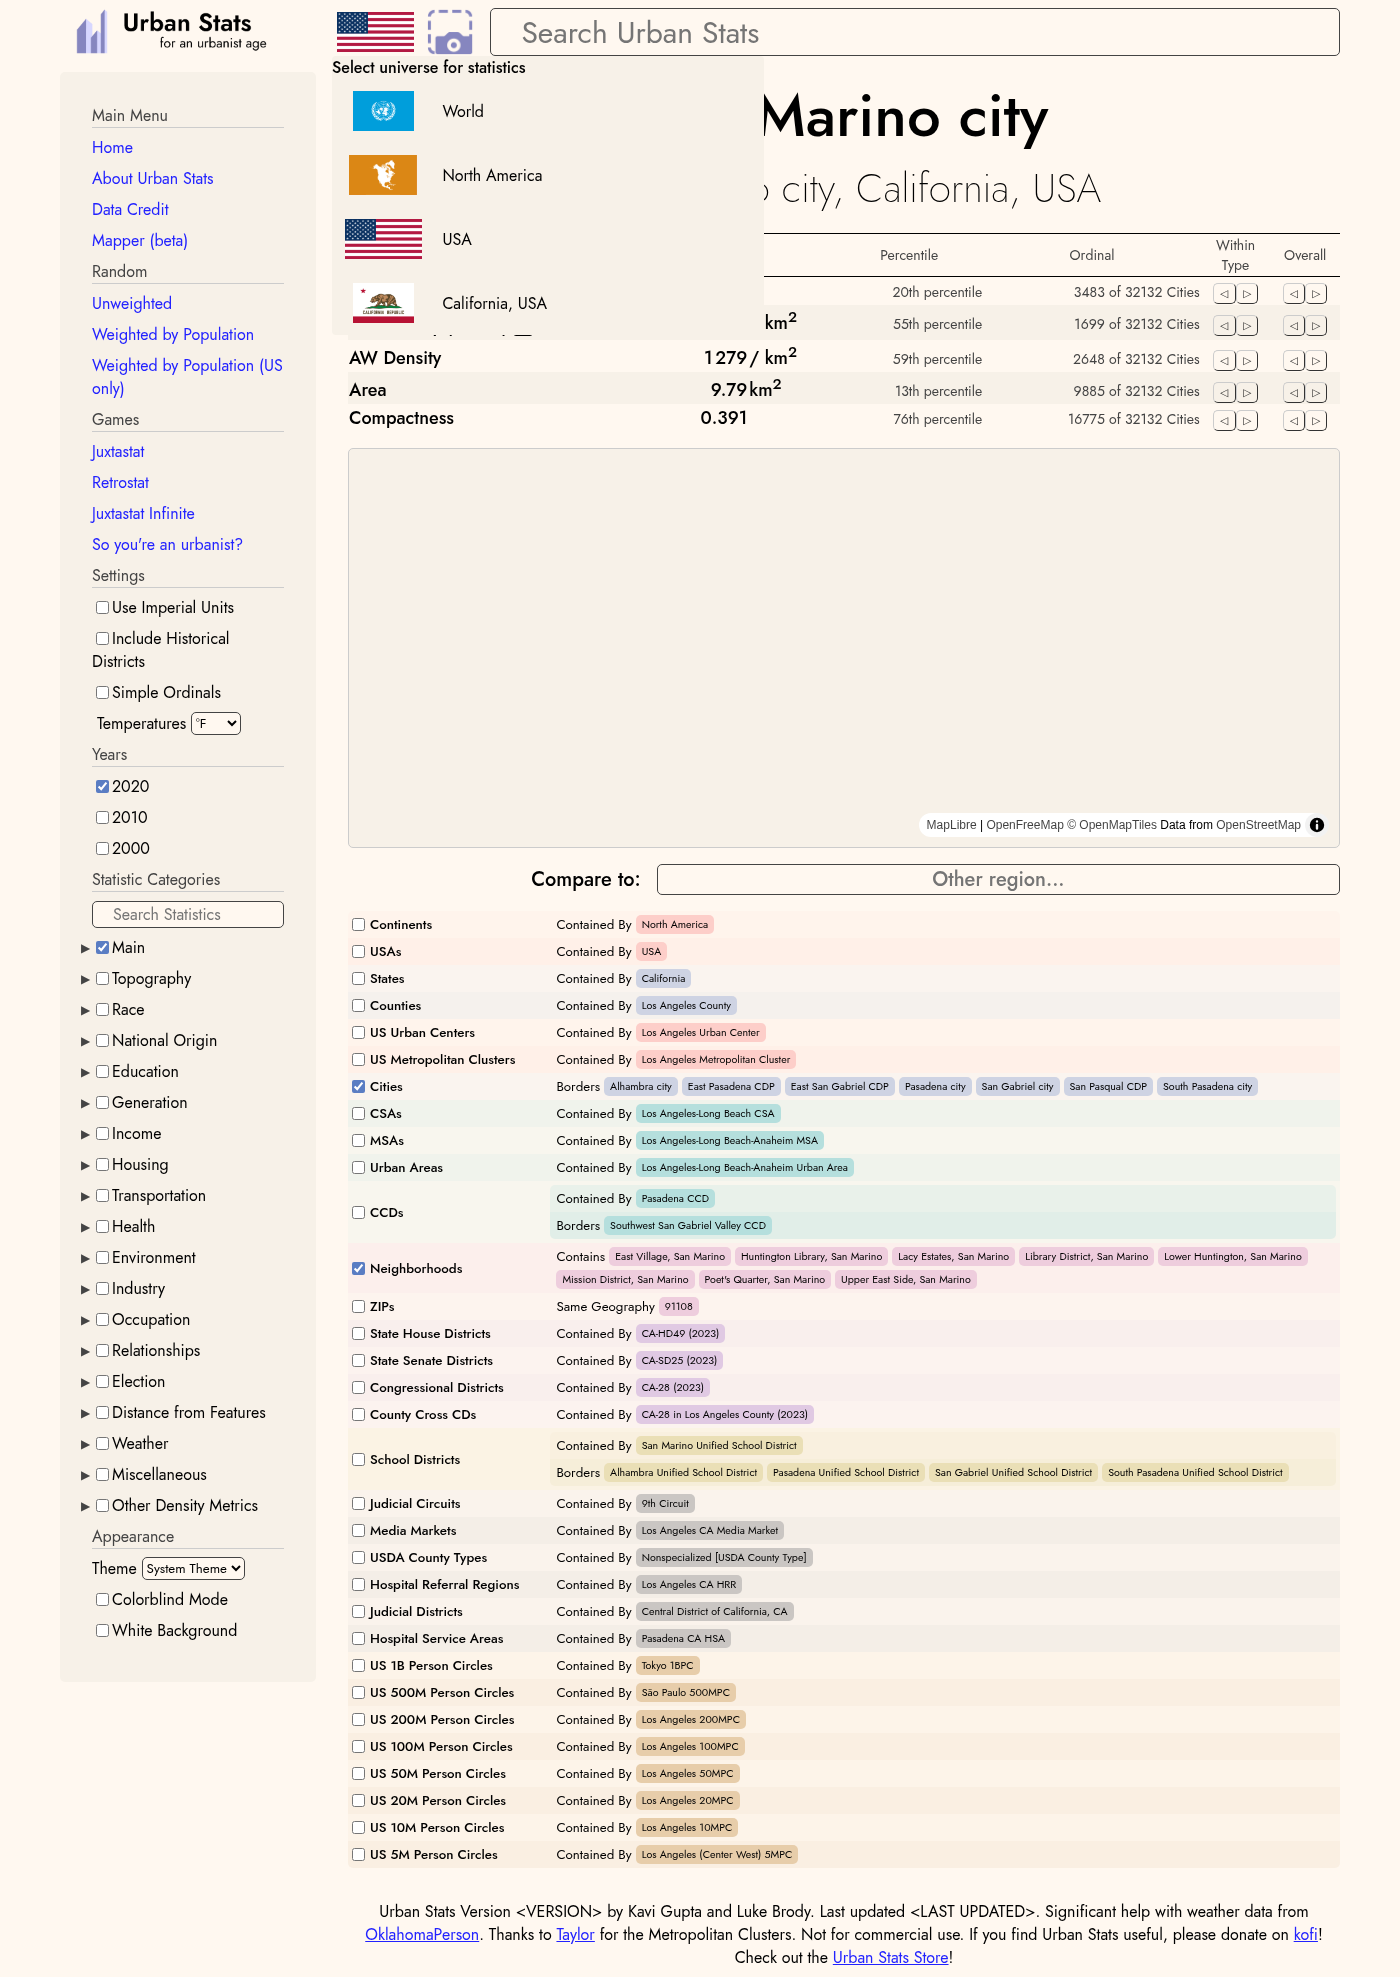 Urban Stats
for an urbanist age
Search Urban Stats
Select universe for statistics
World
North America
USA
California, USA
CALIFORNIA REPUBLIC
Marino city
city, California, USA
Main Menu
Home
About Urban Stats
Data Credit
Mapper (beta)
Random
Unweighted
Weighted by Population
Weighted by Population (US
only)
Games
Juxtastat
Retrostat
Juxtastat Infinite
So you're an urbanist?
Settings
Use Imperial Units
Include Historical
Districts
Simple Ordinals
Temperatures °F
Years
2020
2010
2000
Statistic Categories
Search Statistics
Main
Topography
Race
National Origin
Education
Generation
Income
Housing
Transportation
Health
Environment
Industry
Occupation
Relationships
Election
Distance from Features
Weather
Miscellaneous
Other Density Metrics
Appearance
Theme System Theme
Colorblind Mode
White Background
Percentile Ordinal Within Type Overall
20th percentile 3483 of 32132 Cities
km² 55th percentile 1699 of 32132 Cities
AW Density 1 279 / km² 59th percentile 2648 of 32132 Cities
Area 9.79 km² 13th percentile 9885 of 32132 Cities
Compactness 0.391 76th percentile 16775 of 32132 Cities
MapLibre | OpenFreeMap © OpenMapTiles Data from OpenStreetMap
Compare to: Other region...
Continents Contained By North America
USAs Contained By USA
States Contained By California
Counties Contained By Los Angeles County
US Urban Centers Contained By Los Angeles Urban Center
US Metropolitan Clusters Contained By Los Angeles Metropolitan Cluster
Cities Borders Alhambra city East Pasadena CDP East San Gabriel CDP Pasadena city San Gabriel city San Pasqual CDP South Pasadena city
CSAs Contained By Los Angeles-Long Beach CSA
MSAs Contained By Los Angeles-Long Beach-Anaheim MSA
Urban Areas Contained By Los Angeles-Long Beach-Anaheim Urban Area
CCDs Contained By Pasadena CCD
Borders Southwest San Gabriel Valley CCD
Neighborhoods Contains East Village, San Marino Huntington Library, San Marino Lacy Estates, San Marino Library District, San Marino Lower Huntington, San Marino
Mission District, San Marino Poet's Quarter, San Marino Upper East Side, San Marino
ZIPs Same Geography 91108
State House Districts Contained By CA-HD49 (2023)
State Senate Districts Contained By CA-SD25 (2023)
Congressional Districts Contained By CA-28 (2023)
County Cross CDs Contained By CA-28 in Los Angeles County (2023)
School Districts Contained By San Marino Unified School District
Borders Alhambra Unified School District Pasadena Unified School District San Gabriel Unified School District South Pasadena Unified School District
Judicial Circuits Contained By 9th Circuit
Media Markets Contained By Los Angeles CA Media Market
USDA County Types Contained By Nonspecialized [USDA County Type]
Hospital Referral Regions Contained By Los Angeles CA HRR
Judicial Districts Contained By Central District of California, CA
Hospital Service Areas Contained By Pasadena CA HSA
US 1B Person Circles Contained By Tokyo 1BPC
US 500M Person Circles Contained By São Paulo 500MPC
US 200M Person Circles Contained By Los Angeles 200MPC
US 100M Person Circles Contained By Los Angeles 100MPC
US 50M Person Circles Contained By Los Angeles 50MPC
US 20M Person Circles Contained By Los Angeles 20MPC
US 10M Person Circles Contained By Los Angeles 10MPC
US 5M Person Circles Contained By Los Angeles (Center West) 5MPC
Urban Stats Version <VERSION> by Kavi Gupta and Luke Brody. Last updated <LAST UPDATED>. Significant help with weather data from
OklahomaPerson. Thanks to Taylor for the Metropolitan Clusters. Not for commercial use. If you find Urban Stats useful, please donate on kofi!
Check out the Urban Stats Store!